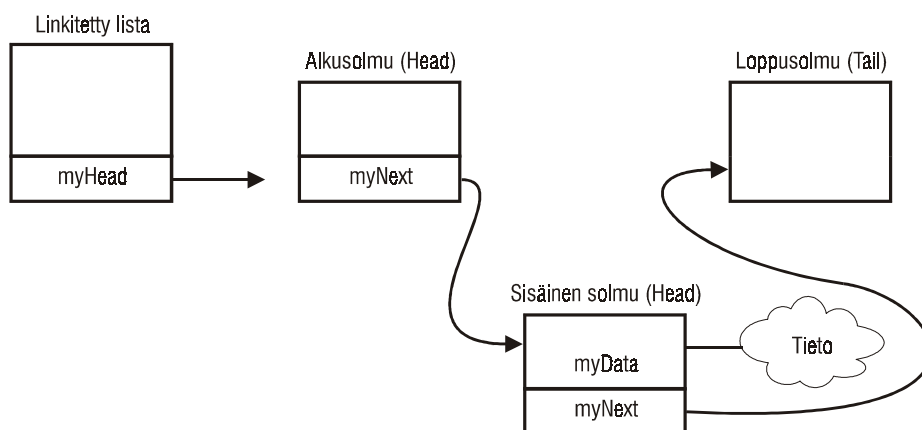 Linkitetty lista
Alkusolmu (Head)
Loppusolmu (Tail)
myHead
myNext
Sisäinen solmu (Head)
myData
Tieto
myNext